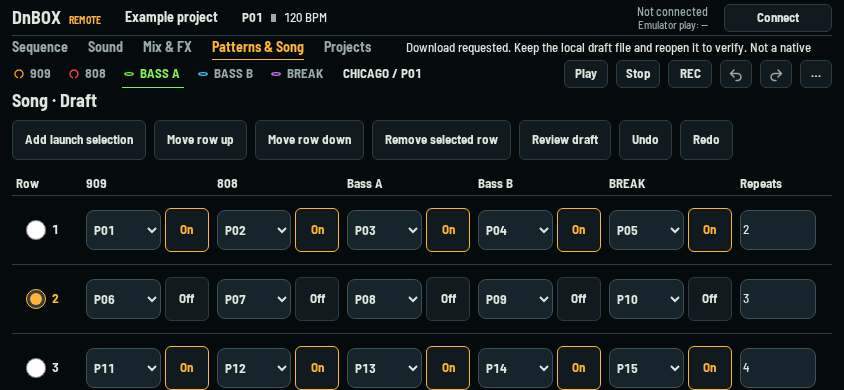 DnBOX REMOTE Example project P01 120 BPM Not connected Connect
Emulator play: —
Sequence Sound Mix & FX Patterns & Song Projects Download requested. Keep the local draft file and reopen it to verify. Not a native
909 808 BASS A BASS B BREAK CHICAGO / P01 Play Stop REC ...
Song · Draft
Add launch selection Move row up Move row down Remove selected row Review draft Undo Redo
Row 909 808 Bass A Bass B BREAK Repeats
1 P01 On P02 On P03 On P04 On P05 On 2
2 P06 Off P07 Off P08 Off P09 Off P10 Off 3
3 P11 On P12 On P13 On P14 On P15 On 4